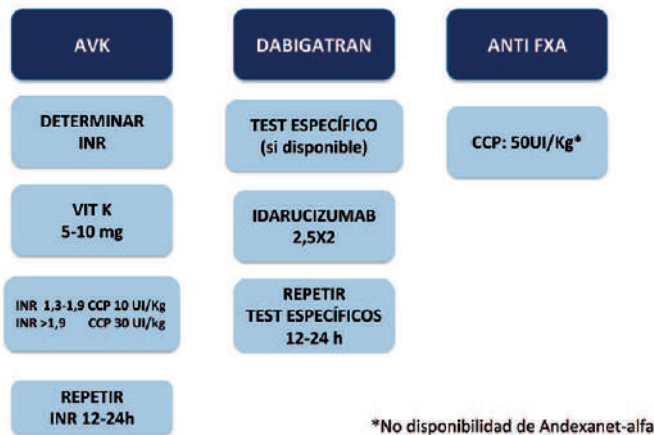 AVK
DETERMINAR
INR
VIT K
5-10 mg
INR 1,3-1,9 CCP 10 UI/Kg
INR >1,9 CCP 30 UI/kg
REPETIR
INR 12-24h
DABIGATRAN
TEST ESPECÍFICO
(si disponible)
IDARUCIZUMAB
2,5X2
REPETIR
TEST ESPECÍFICOS
12-24 h
ANTI FXA
CCP: 50UI/Kg*
*No disponibilidad de Andexanet-alfa